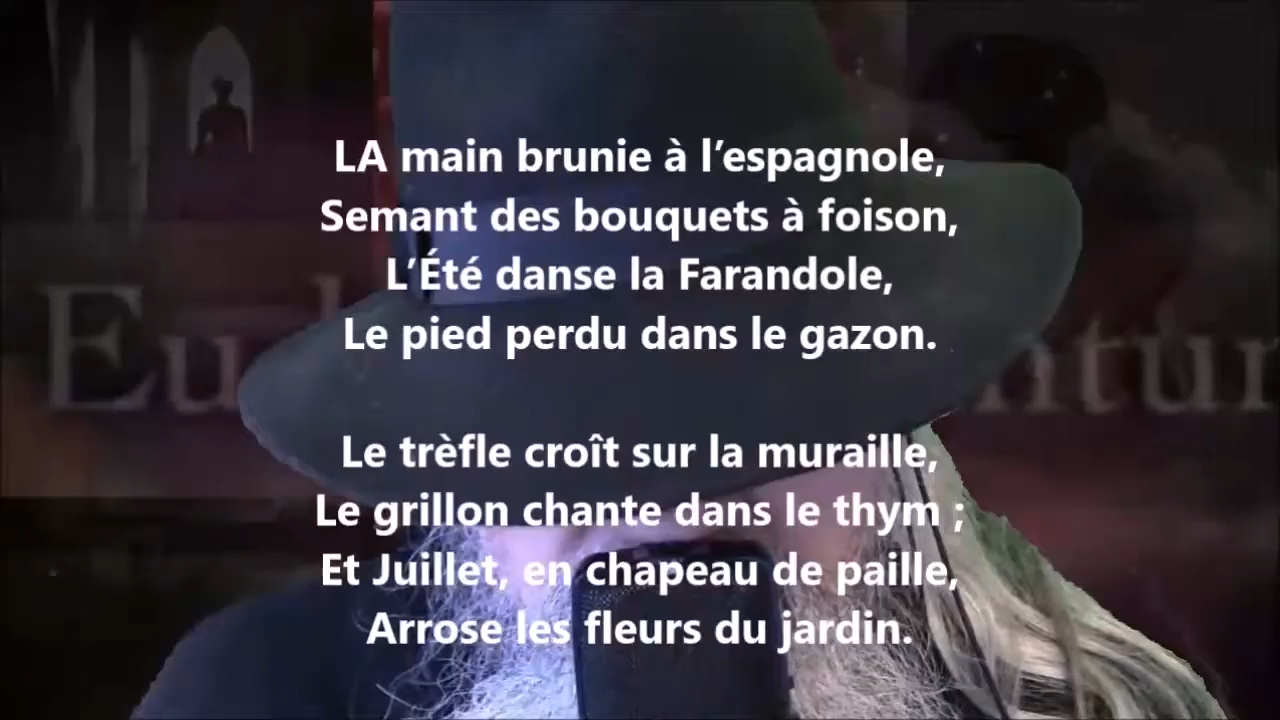 LA main brunie à l’espagnole,
Semant des bouquets à foison,
L’Été danse la Farandole,
Le pied perdu dans le gazon.
Le trèfle croît sur la muraille,
Le grillon chante dans le thym ;
Et Juillet, en chapeau de paille,
Arrose les fleurs du jardin.